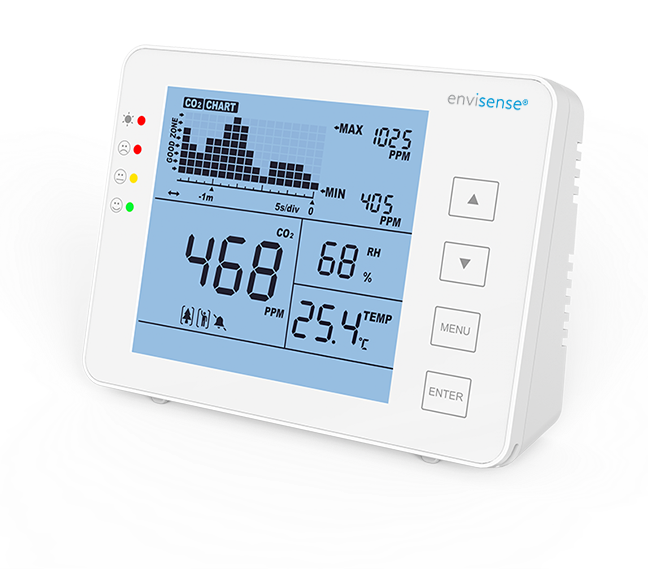 envisense®
CO2 CHART
GOOD ZONE
MAX 1025
PPM
MIN 405
PPM
-1m 5s/div 0
CO2
468
PPM
68 RH
%
25.4 TEMP
°C
MENU
ENTER